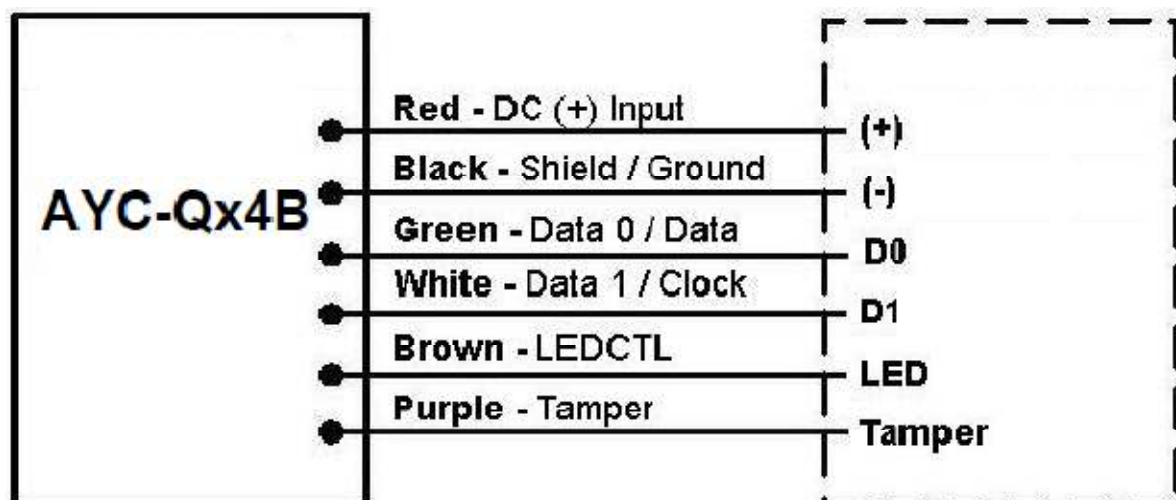 AYC-Qx4B
Red - DC (+) Input
(+)
Black - Shield / Ground
(-)
Green - Data 0 / Data
D0
White - Data 1 / Clock
D1
Brown - LEDCTL
LED
Purple - Tamper
Tamper